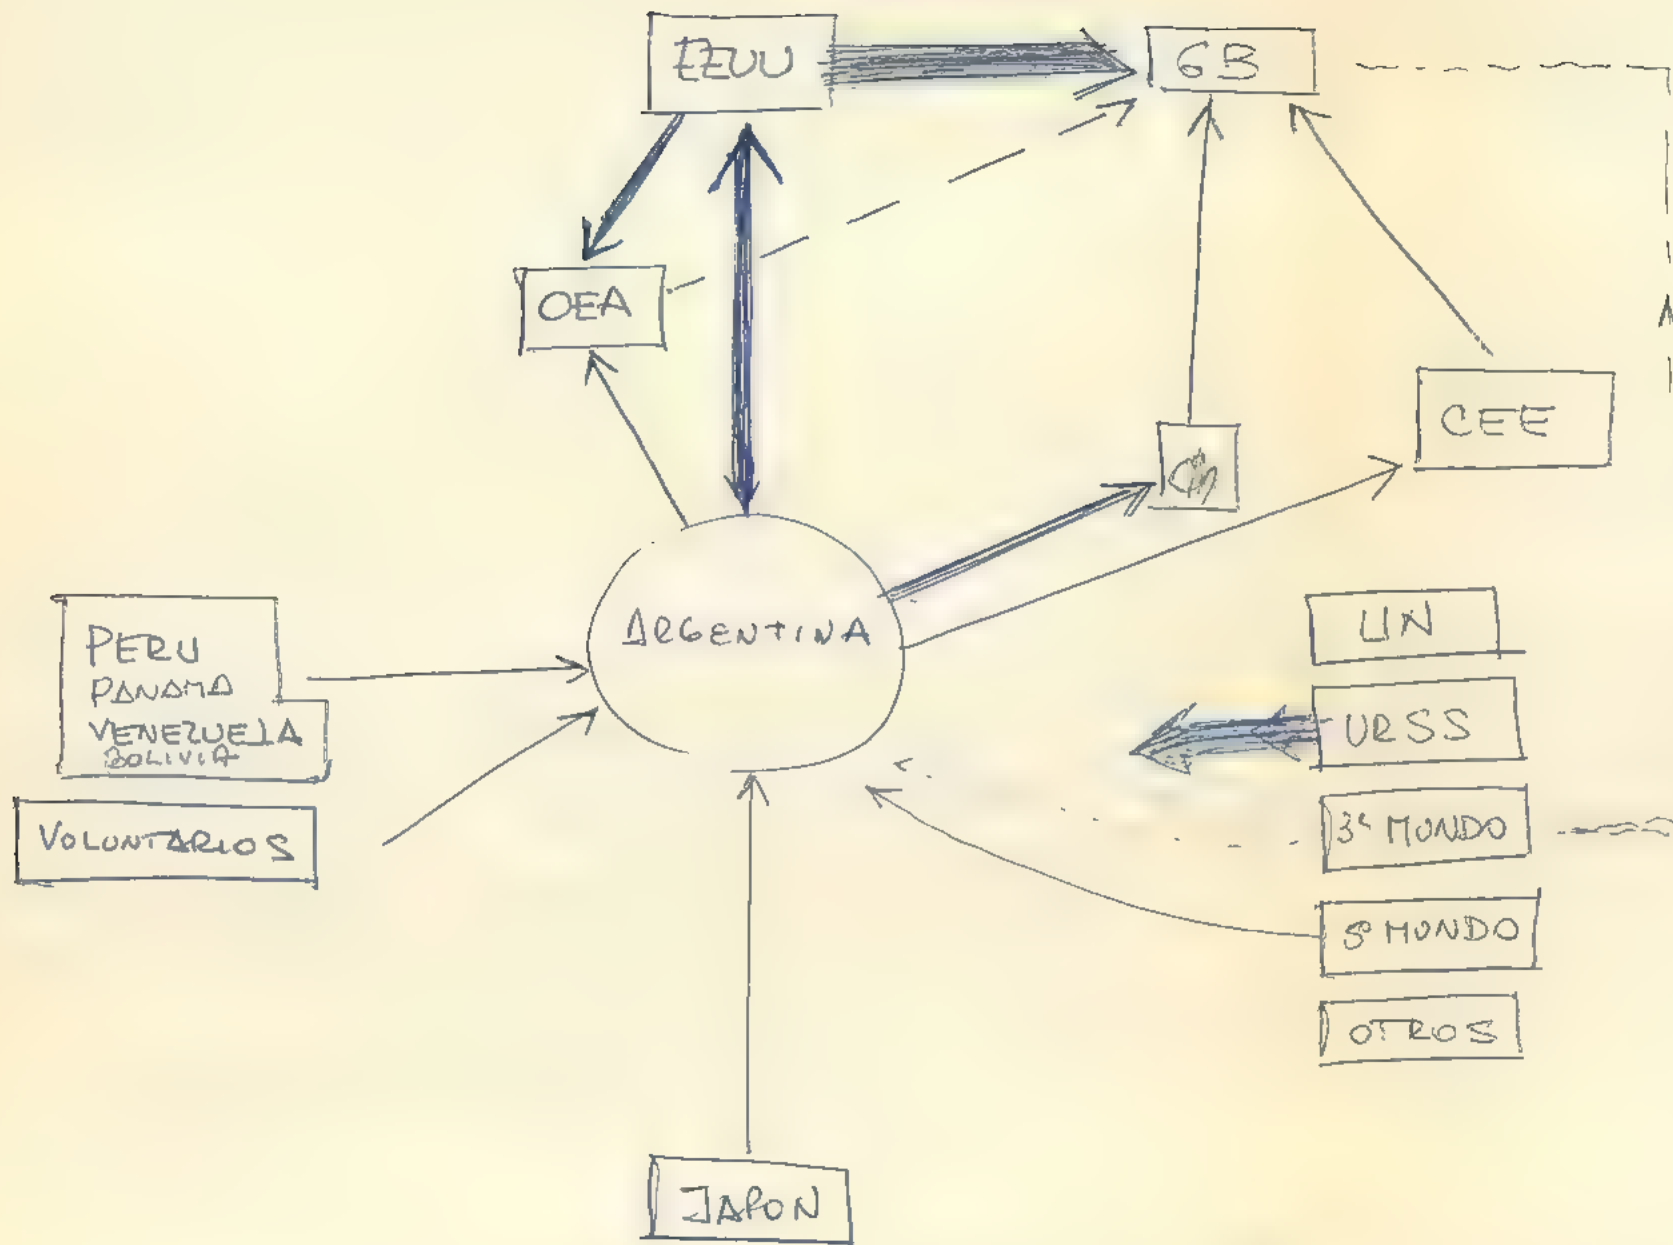 EEUU
GB
OEA
CEE
ARGENTINA
UN
PERU
PANAMA
VENEZUELA
BOLIVIA
URSS
VOLUNTARIOS
3º MUNDO
5º MUNDO
OTROS
JAPON